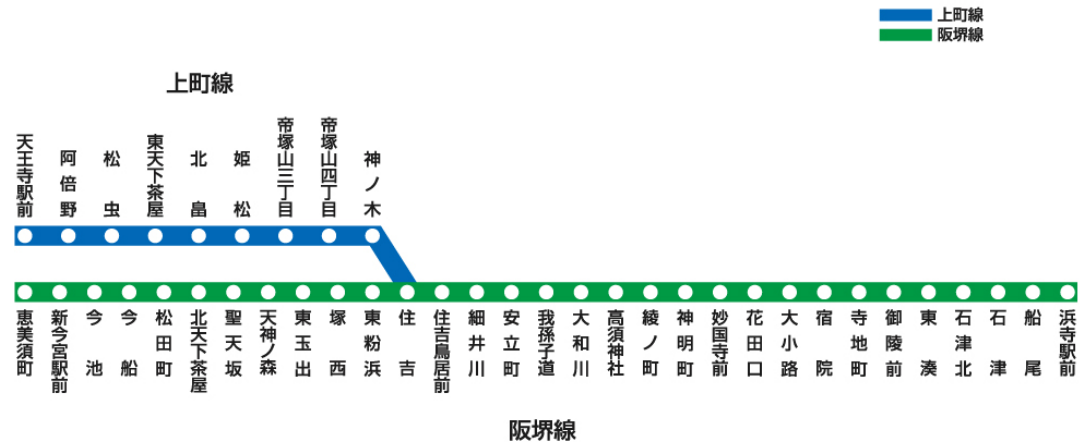 上町線
阪堺線
上町線
天王寺駅前
阿倍野
松虫
東天下茶屋
北畠
姫松
帝塚山三丁目
帝塚山四丁目
神ノ木
恵美須町
新今宮駅前
今池
今船
松田町
北天下茶屋
聖天坂
天神ノ森
東玉出
塚西
東粉浜
住吉
住吉鳥居前
細井川
安立町
我孫子道
大和川
高須神社
綾ノ町
神明町
妙国寺前
花田口
大小路
宿院
寺地町
御陵前
東湊
石津北
石津
船尾
浜寺駅前
阪堺線